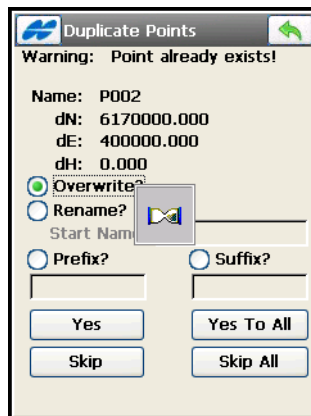 Duplicate Points
Warning: Point already exists!
Name: P002
dN: 6170000.000
dE: 400000.000
dH: 0.000
Overwrite?
Rename?
Start Name
Prefix? Suffix?
Yes Yes To All
Skip Skip All